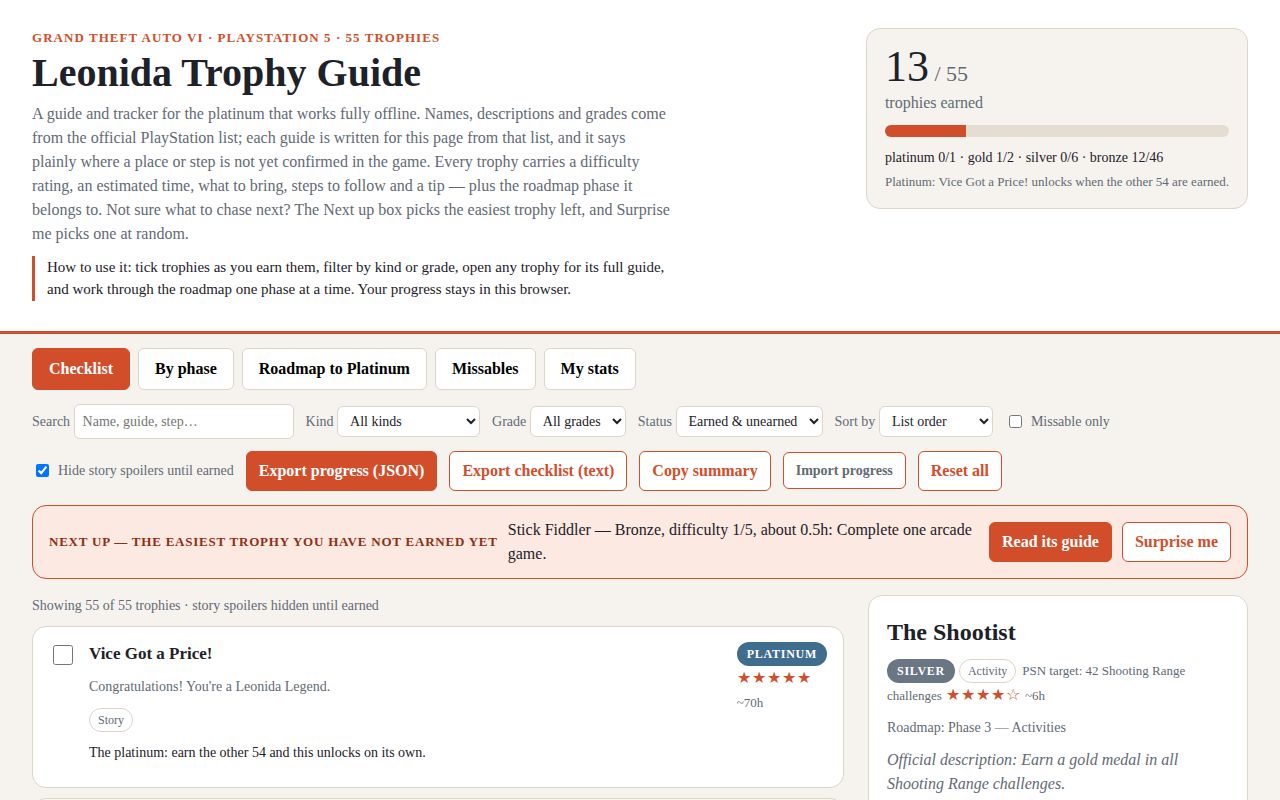 GRAND THEFT AUTO VI · PLAYSTATION 5 · 55 TROPHIES
Leonida Trophy Guide
A guide and tracker for the platinum that works fully offline. Names, descriptions and grades come
from the official PlayStation list; each guide is written for this page from that list, and it says
plainly where a place or step is not yet confirmed in the game. Every trophy carries a difficulty
rating, an estimated time, what to bring, steps to follow and a tip — plus the roadmap phase it
belongs to. Not sure what to chase next? The Next up box picks the easiest trophy left, and Surprise
me picks one at random.
How to use it: tick trophies as you earn them, filter by kind or grade, open any trophy for its full guide,
and work through the roadmap one phase at a time. Your progress stays in this browser.
13 / 55
trophies earned
platinum 0/1 · gold 1/2 · silver 0/6 · bronze 12/46
Platinum: Vice Got a Price! unlocks when the other 54 are earned.
Checklist By phase Roadmap to Platinum Missables My stats
Search Name, guide, step… Kind All kinds Grade All grades Status Earned & unearned Sort by List order Missable only
Hide story spoilers until earned Export progress (JSON) Export checklist (text) Copy summary Import progress Reset all
NEXT UP — THE EASIEST TROPHY YOU HAVE NOT EARNED YET
Stick Fiddler — Bronze, difficulty 1/5, about 0.5h: Complete one arcade
game.
Read its guide Surprise me
Showing 55 of 55 trophies · story spoilers hidden until earned
Vice Got a Price!
PLATINUM
★★★★★
~70h
Congratulations! You're a Leonida Legend.
Story
The platinum: earn the other 54 and this unlocks on its own.
The Shootist
SILVER Activity PSN target: 42 Shooting Range
challenges ★★★★☆ ~6h
Roadmap: Phase 3 — Activities
Official description: Earn a gold medal in all
Shooting Range challenges.